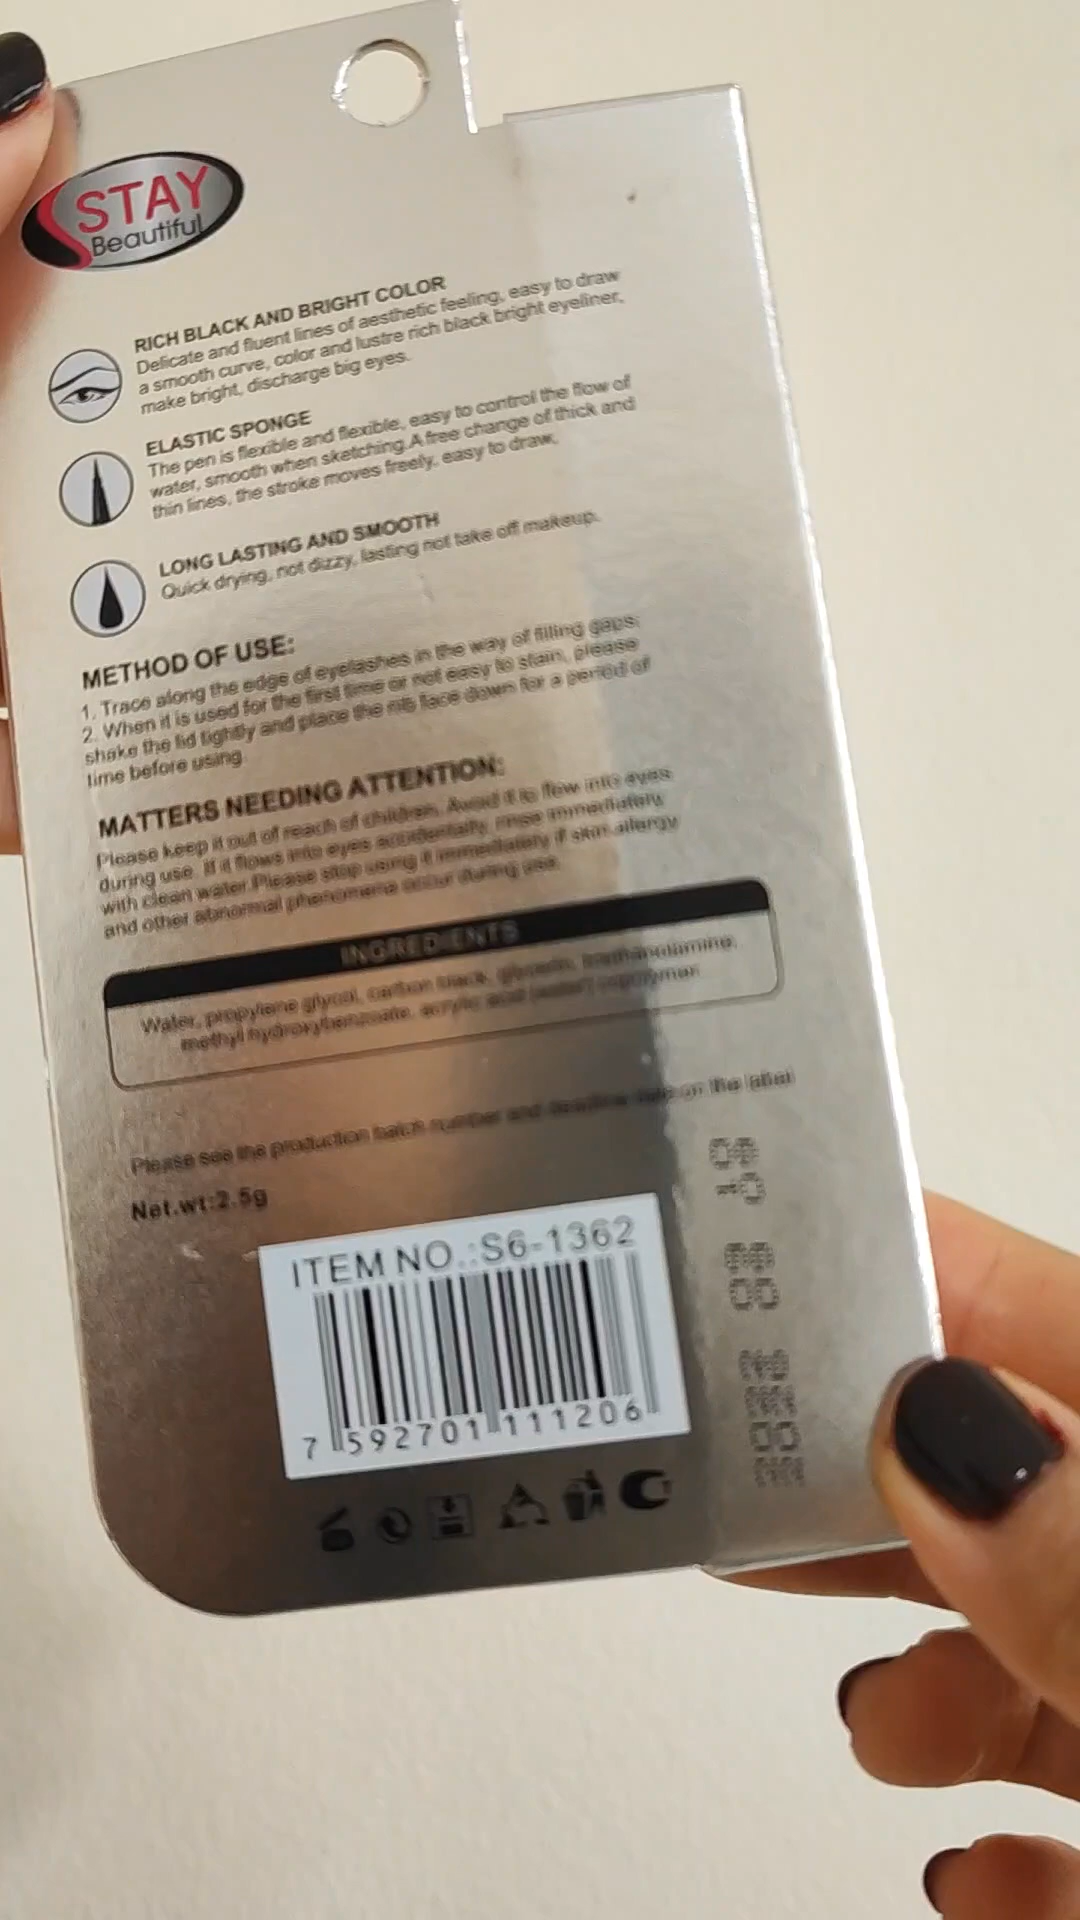 STAY
Beautiful
RICH BLACK AND BRIGHT COLOR
Delicate and fluent lines of aesthetic feeling, easy to draw
a smooth curve, color and lustre rich black bright eyeliner,
make bright, discharge big eyes.
ELASTIC SPONGE
The pen is flexible and flexible, easy to control the flow of
water, smooth when sketching.A free change of thick and
thin lines, the stroke moves freely, easy to draw.
LONG LASTING AND SMOOTH
Quick drying, not dizzy, lasting not take off makeup.
METHOD OF USE:
1. Trace along the edge of eyelashes in the way of filling gaps.
2. When it is used for the first time or not easy to stain, please
shake the lid tightly and place the nib face down for a period of
time before using.
MATTERS NEEDING ATTENTION:
Please keep it out of reach of children. Avoid it to flow into eyes
during use. If it flows into eyes accidentally, rinse immediately
with clean water.Please stop using it immediately if skin allergy
and other abnormal phenomena occur during use.
INGREDIENTS
Water, propylene glycol, carbon black, glycerin, triethanolamine,
methyl hydroxybenzoate, acrylic acid (ester) copolymer.
Please see the production batch number and deadline date on the label
Net.wt:2.5g
ITEM NO.:S6-1362
7 592701 111206